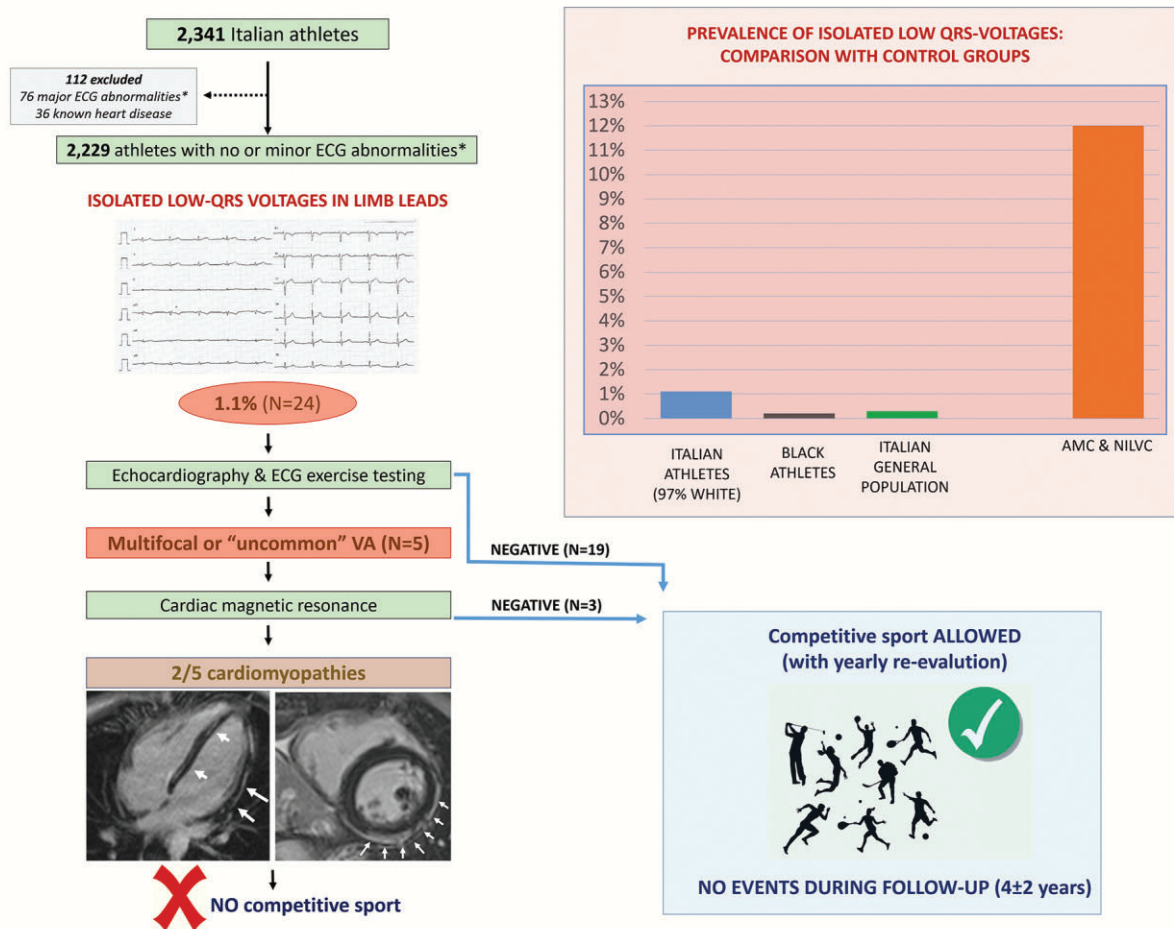 2,341 Italian athletes
112 excluded
76 major ECG abnormalities*
36 known heart disease
2,229 athletes with no or minor ECG abnormalities*
ISOLATED LOW-QRS VOLTAGES IN LIMB LEADS
1.1% (N=24)
Echocardiography & ECG exercise testing
Multifocal or “uncommon” VA (N=5)
NEGATIVE (N=19)
Cardiac magnetic resonance
NEGATIVE (N=3)
2/5 cardiomyopathies
NO competitive sport
PREVALENCE OF ISOLATED LOW QRS-VOLTAGES:
COMPARISON WITH CONTROL GROUPS
13%
12%
11%
10%
9%
8%
7%
6%
5%
4%
3%
2%
1%
0%
ITALIAN
ATHLETES
(97% WHITE)
BLACK
ATHLETES
ITALIAN
GENERAL
POPULATION
AMC & NILVC
Competitive sport ALLOWED
(with yearly re-evalution)
NO EVENTS DURING FOLLOW-UP (4±2 years)